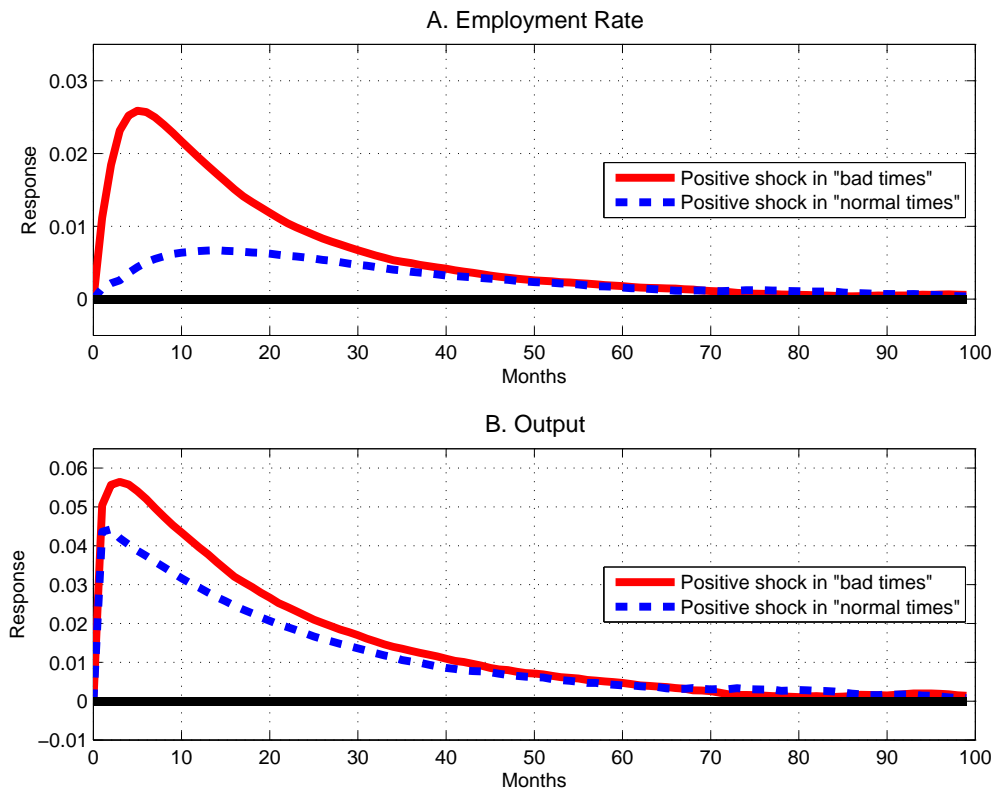 A. Employment Rate
0.03
0.02
0.01
0
Response
Positive shock in "bad times"
Positive shock in "normal times"
0 10 20 30 40 50 60 70 80 90 100
Months
B. Output
0.06
0.05
0.04
0.03
0.02
0.01
0
−0.01
Response
Positive shock in "bad times"
Positive shock in "normal times"
0 10 20 30 40 50 60 70 80 90 100
Months